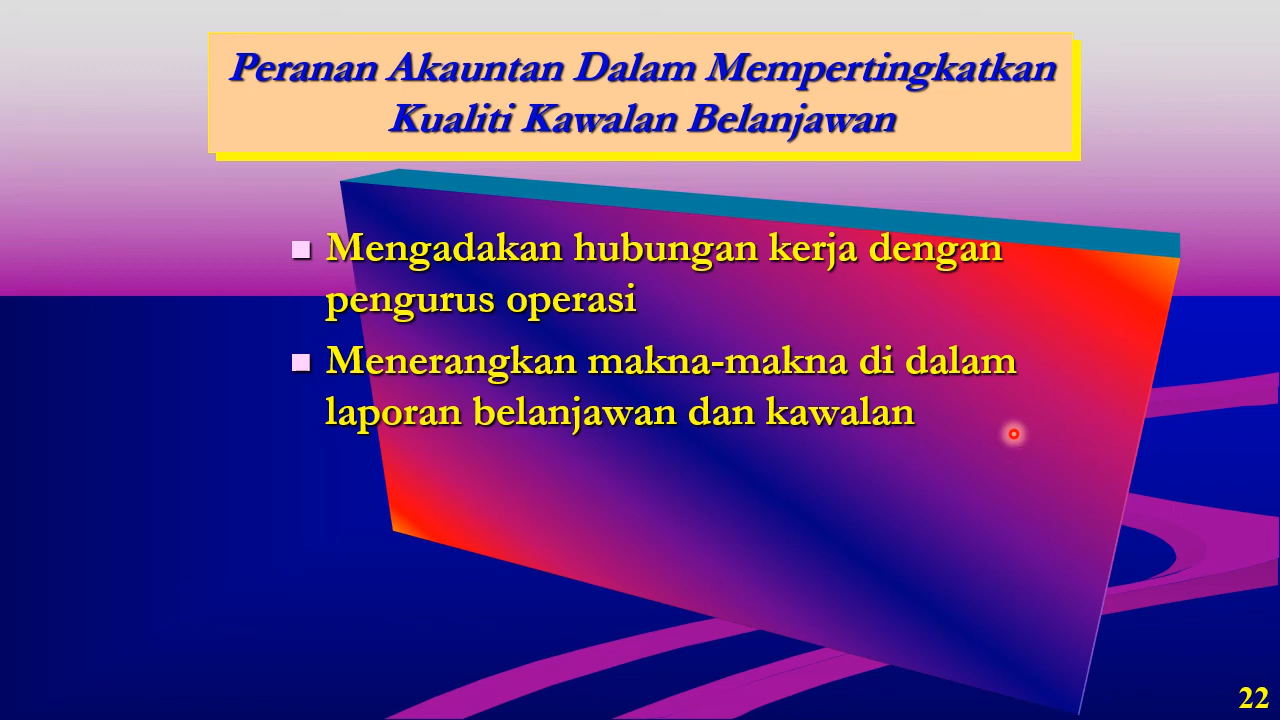 Peranan Akauntan Dalam Mempertingkatkan
Kualiti Kawalan Belanjawan
Mengadakan hubungan kerja dengan
pengurus operasi
Menerangkan makna-makna di dalam
laporan belanjawan dan kawalan
22